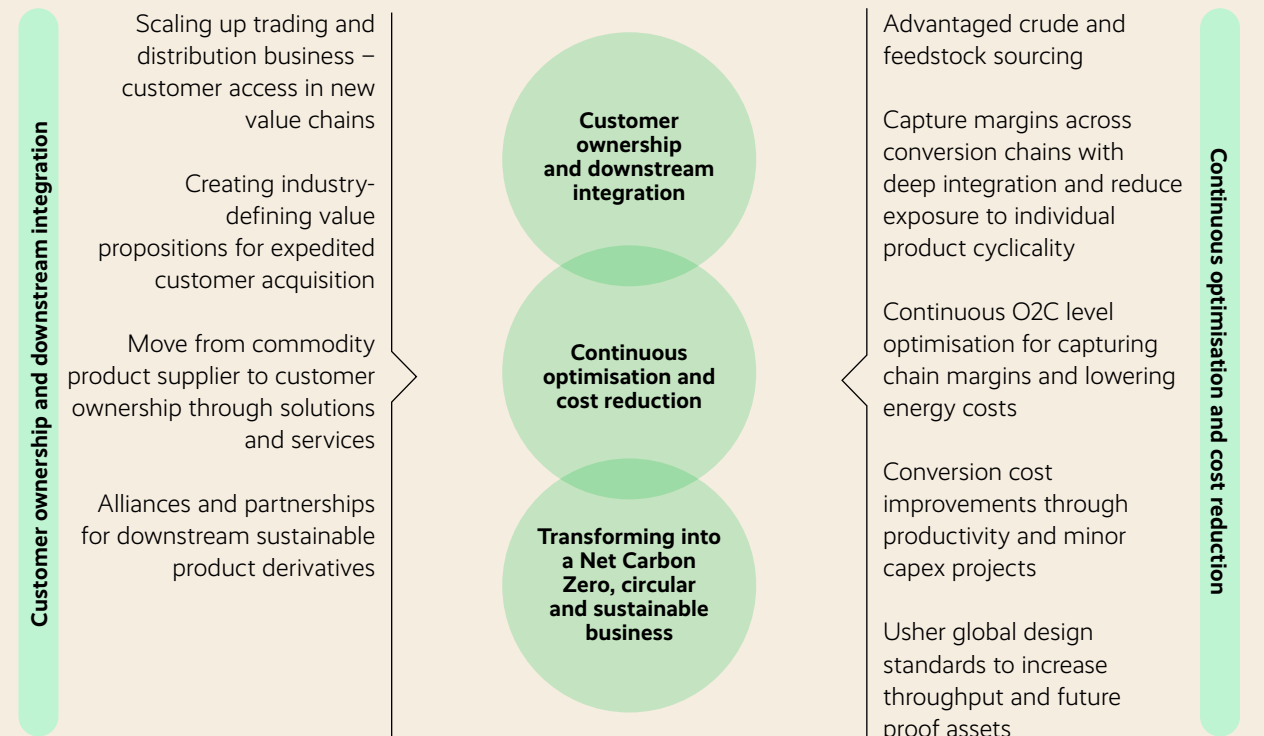 Customer ownership and downstream integration
Scaling up trading and
distribution business –
customer access in new
value chains
Creating industry-
defining value
propositions for expedited
customer acquisition
Move from commodity
product supplier to customer
ownership through solutions
and services
Alliances and partnerships
for downstream sustainable
product derivatives
Customer
ownership
and downstream
integration
Continuous
optimisation and
cost reduction
Transforming into
a Net Carbon
Zero, circular
and sustainable
business
Advantaged crude and
feedstock sourcing
Capture margins across
conversion chains with
deep integration and reduce
exposure to individual
product cyclicality
Continuous O2C level
optimisation for capturing
chain margins and lowering
energy costs
Conversion cost
improvements through
productivity and minor
capex projects
Usher global design
standards to increase
throughput and future
proof assets
Continuous optimisation and cost reduction